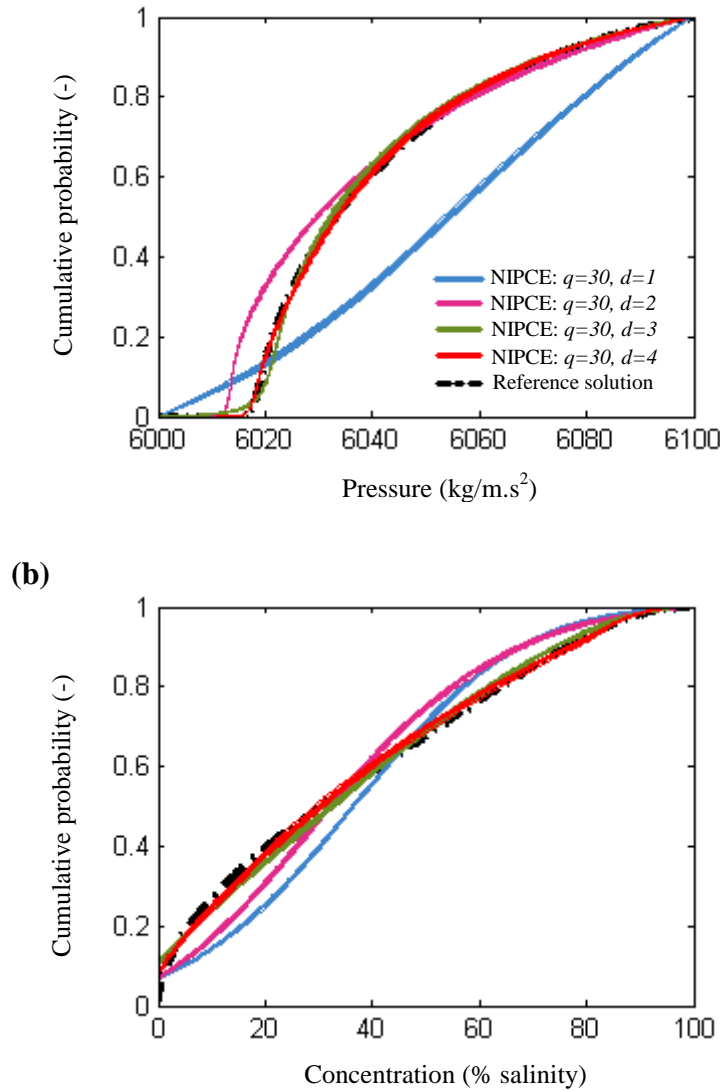 1
0.8
0.6
0.4
0.2
0
Cumulative probability (-)
NIPCE: q=30, d=1
NIPCE: q=30, d=2
NIPCE: q=30, d=3
NIPCE: q=30, d=4
Reference solution
6000 6020 6040 6060 6080 6100
Pressure (kg/m.s²)
(b)
1
0.8
0.6
0.4
0.2
0
Cumulative probability (-)
0 20 40 60 80 100
Concentration (% salinity)